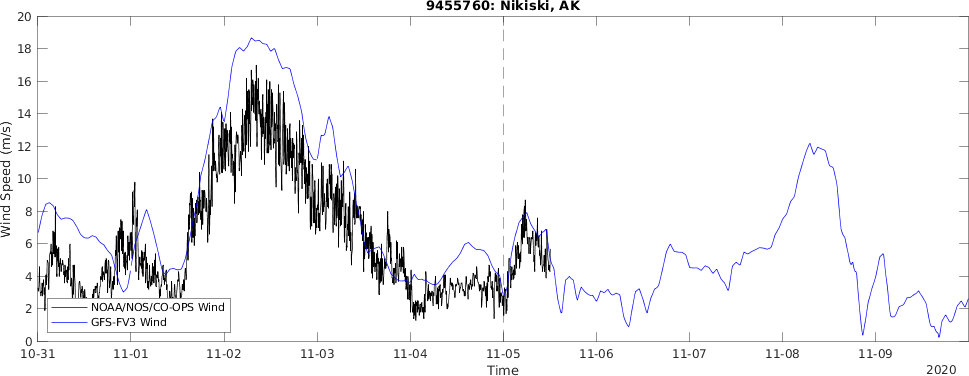 9455760: Nikiski, AK
20
18
16
14
12
10
8
6
4
2
0
Wind Speed (m/s)
NOAA/NOS/CO-OPS Wind
GFS-FV3 Wind
10-31 11-01 11-02 11-03 11-04 11-05 11-06 11-07 11-08 11-09
Time
2020